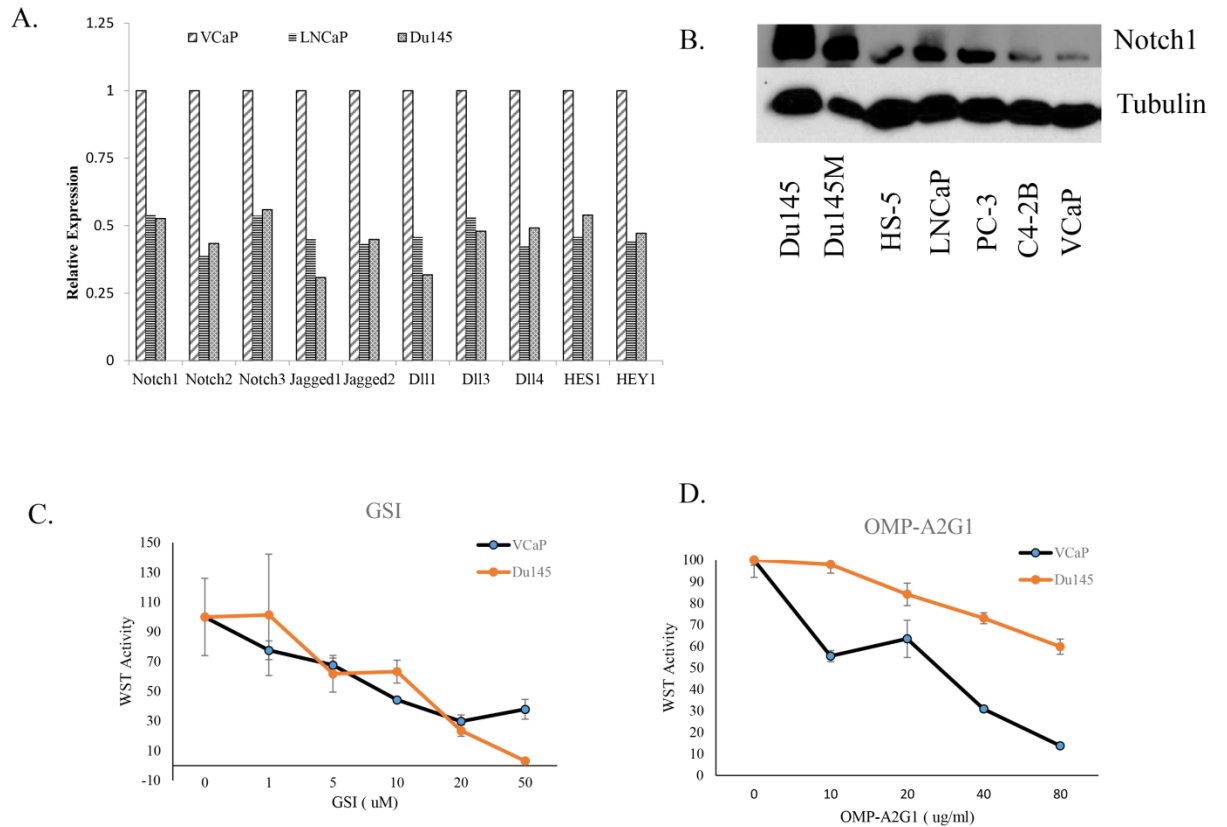 A.
VCaP LNCaP Du145
1.25
1
0.75
0.5
0.25
0
Relative Expression
Notch1 Notch2 Notch3 Jagged1 Jagged2 Dll1 Dll3 Dll4 HES1 HEY1
B.
Notch1
Tubulin
Du145
Du145M
HS-5
LNCaP
PC-3
C4-2B
VCaP
C.
GSI
VCaP
Du145
150
130
110
90
70
50
30
10
-10
WST Activity
0 1 5 10 20 50
GSI ( uM)
D.
OMP-A2G1
VCaP
Du145
100
90
80
70
60
50
40
30
20
10
0
WST Activity
0 10 20 40 80
OMP-A2G1 ( ug/ml)